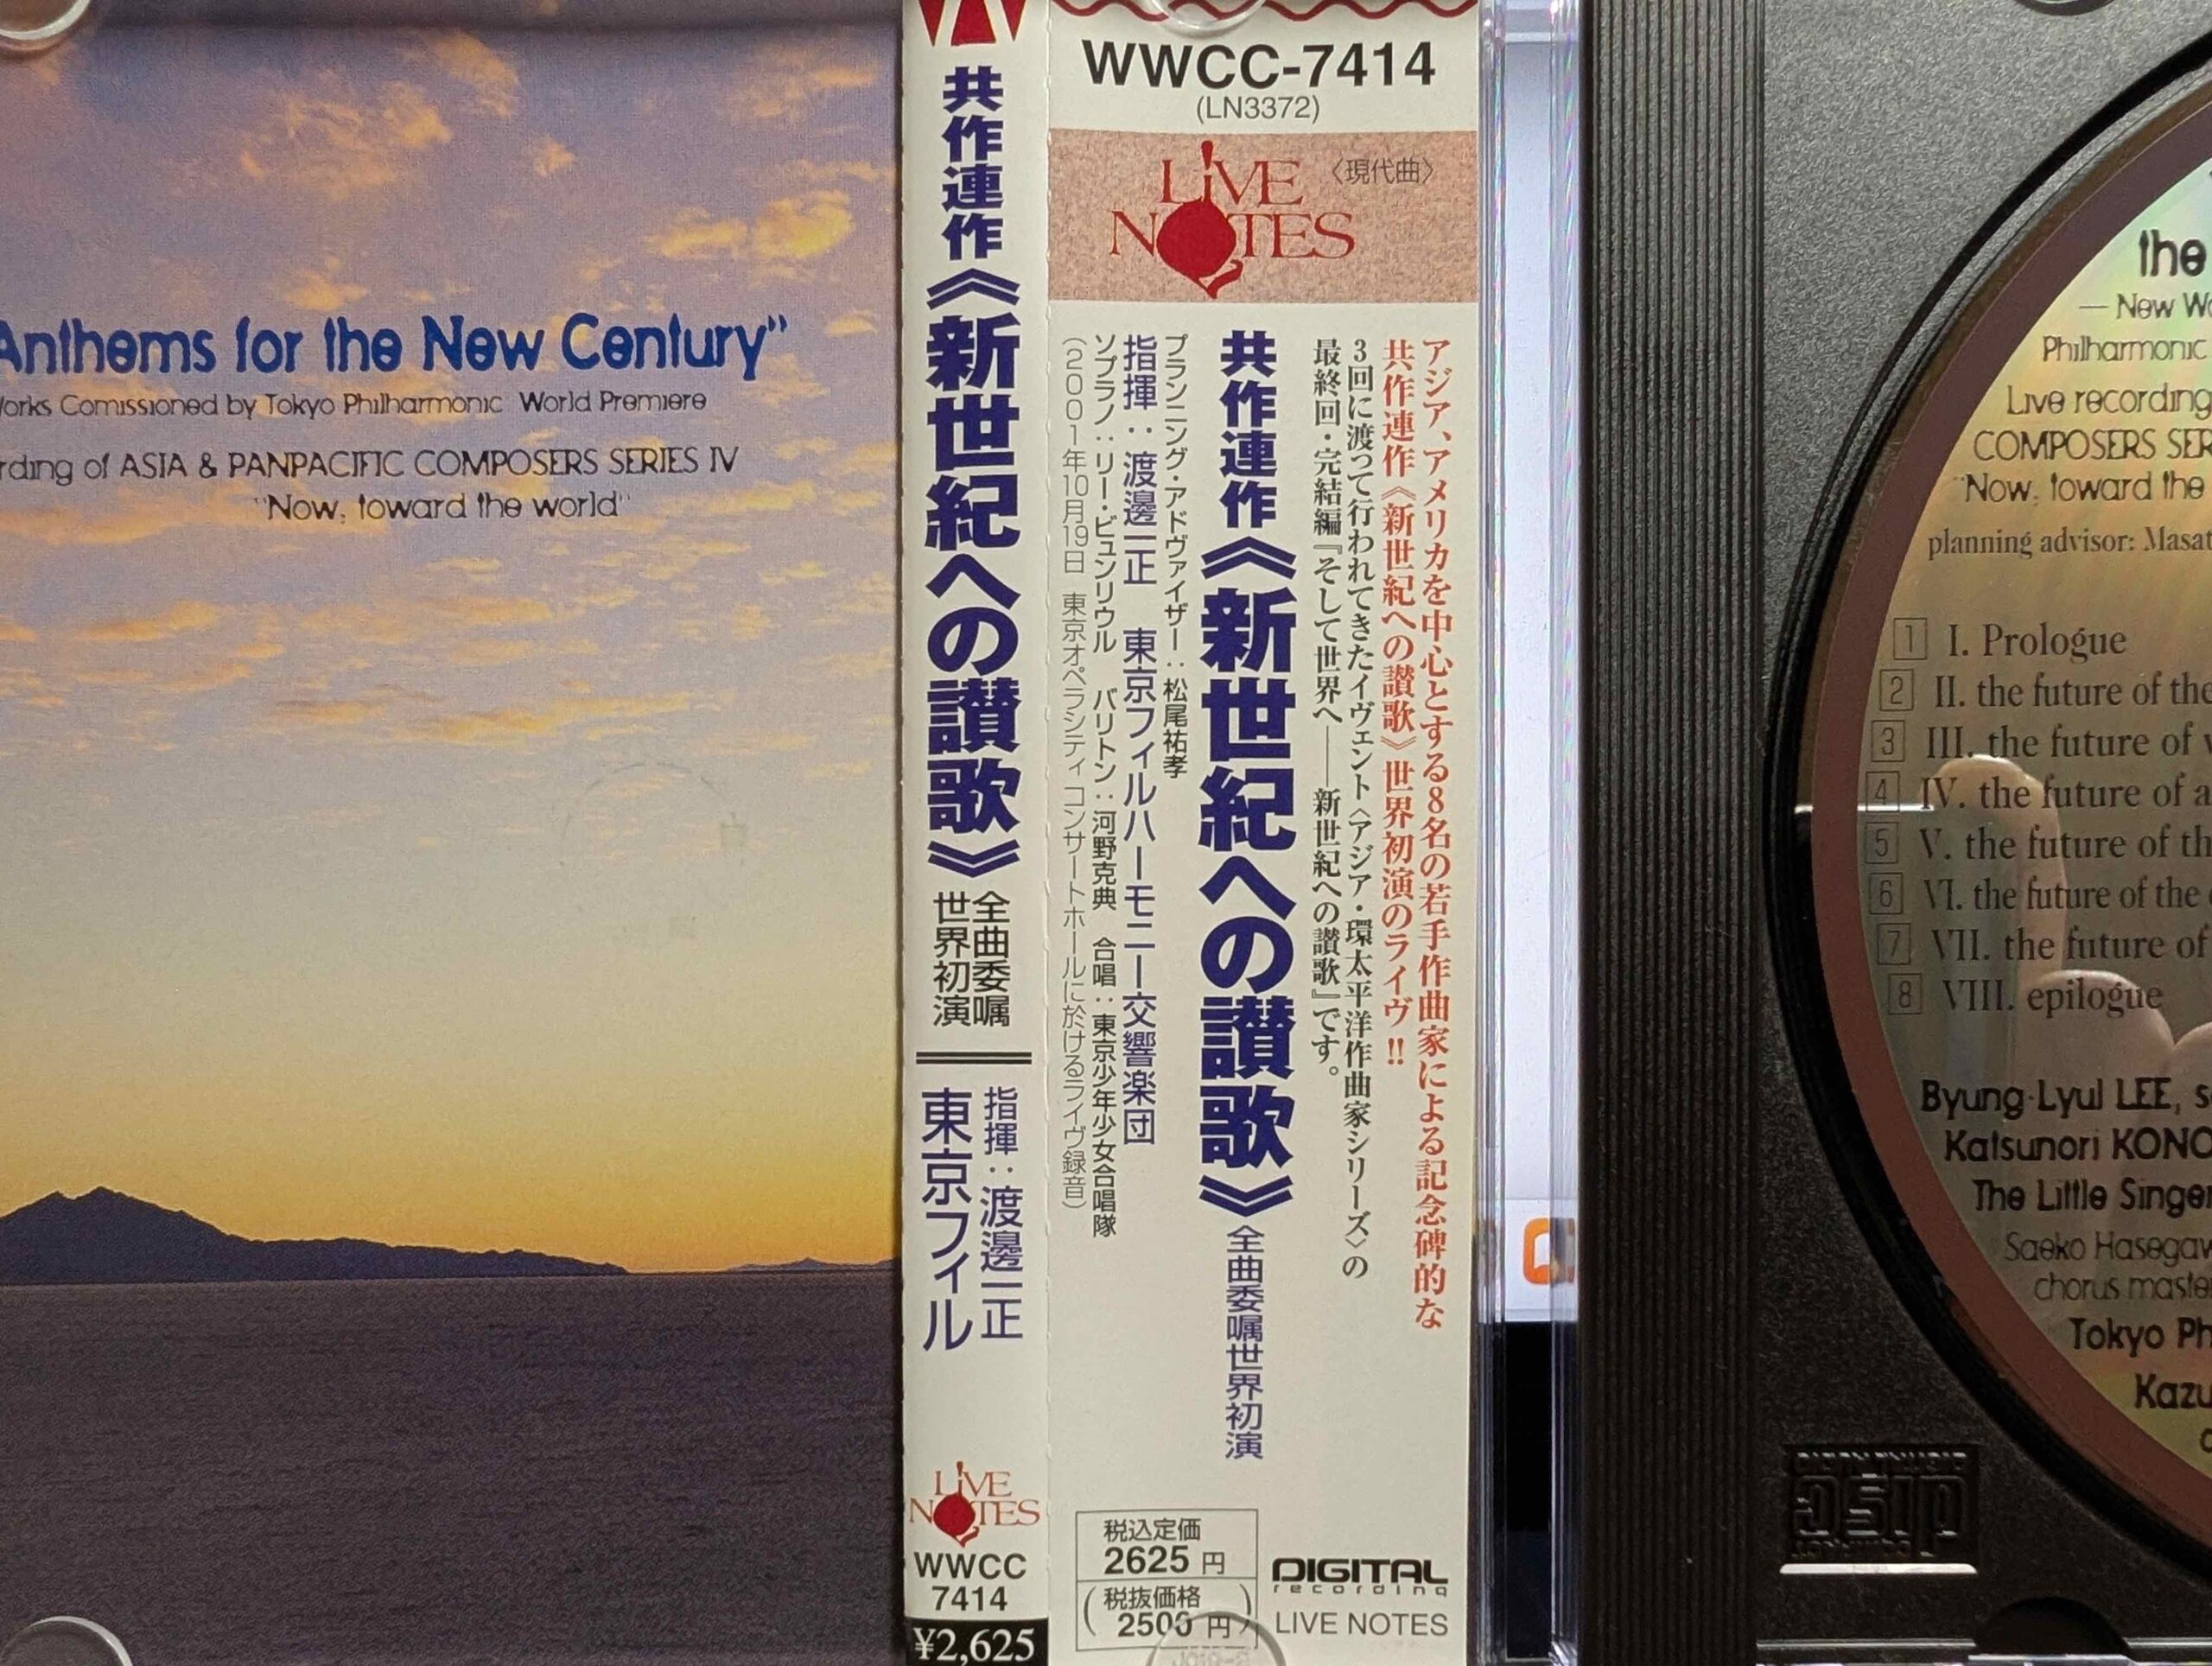 Anthems for the New Century"
Works Comissioned by Tokyo Philharmonic World Premiere
rding of ASIA & PANPACIFIC COMPOSERS SERIES IV
"Now, toward the world"
共作連作《新世紀への讃歌》
全曲委嘱
世界初演
指揮：渡邊一正
東京フィル
LIVE
NOTES
WWCC
7414
¥2,625
WWCC-7414
(LN3372)
LIVE
NOTES
〈現代曲〉
アジア、アメリカを中心とする8名の若手作曲家による記念碑的な
共作連作《新世紀への讃歌》世界初演のライヴ!!
3回に渡って行われてきたイヴェント〈アジア・環太平洋作曲家シリーズ〉の
最終回・完結編『そして世界へ――新世紀への讃歌』です。
共作連作《新世紀への讃歌》全曲委嘱世界初演
プランニング・アドヴァイザー：松尾祐孝
指揮：渡邊一正 東京フィルハーモニー交響楽団
ソプラノ：リー・ビュンリウル バリトン：河野克典 合唱：東京少年少女合唱隊
(2001年10月19日 東京オペラシティコンサートホールに於けるライヴ録音)
税込定価
2625円
(税抜価格
2500円)
DIGITAL
recording
LIVE NOTES
the
— New Wo
Philharmonic
Live recording
COMPOSERS SER
"Now, toward the
planning advisor: Masat
1 I. Prologue
2 II. the future of the
3 III. the future of
4 IV. the future of a
5 V. the future of th
6 VI. the future of the
7 VII. the future of
8 VIII. epilogue
Byung-Lyul LEE, s
Katsunori KONO
The Little Singer
Saeko Hasegaw
chorus maste
Tokyo Ph
Kazu